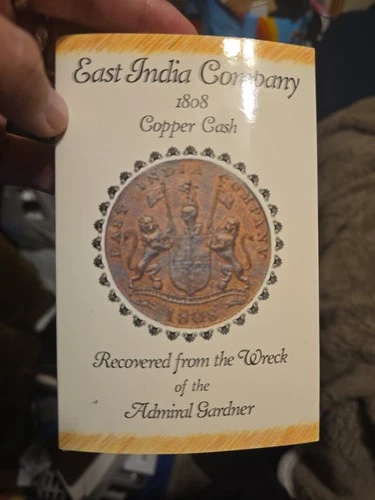 East India Company
1808
Copper Cash
EAST INDIA COMPANY
1808
Recovered from the Wreck
of the
Admiral Gardner